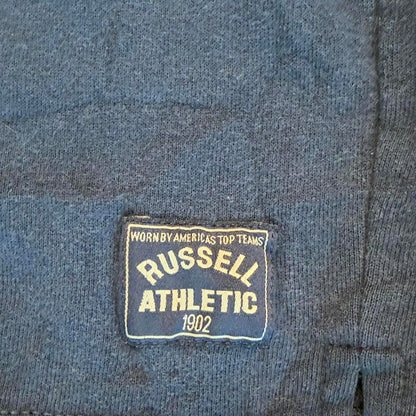 WORN BY AMERICA'S TOP TEAMS
RUSSELL
ATHLETIC
1902